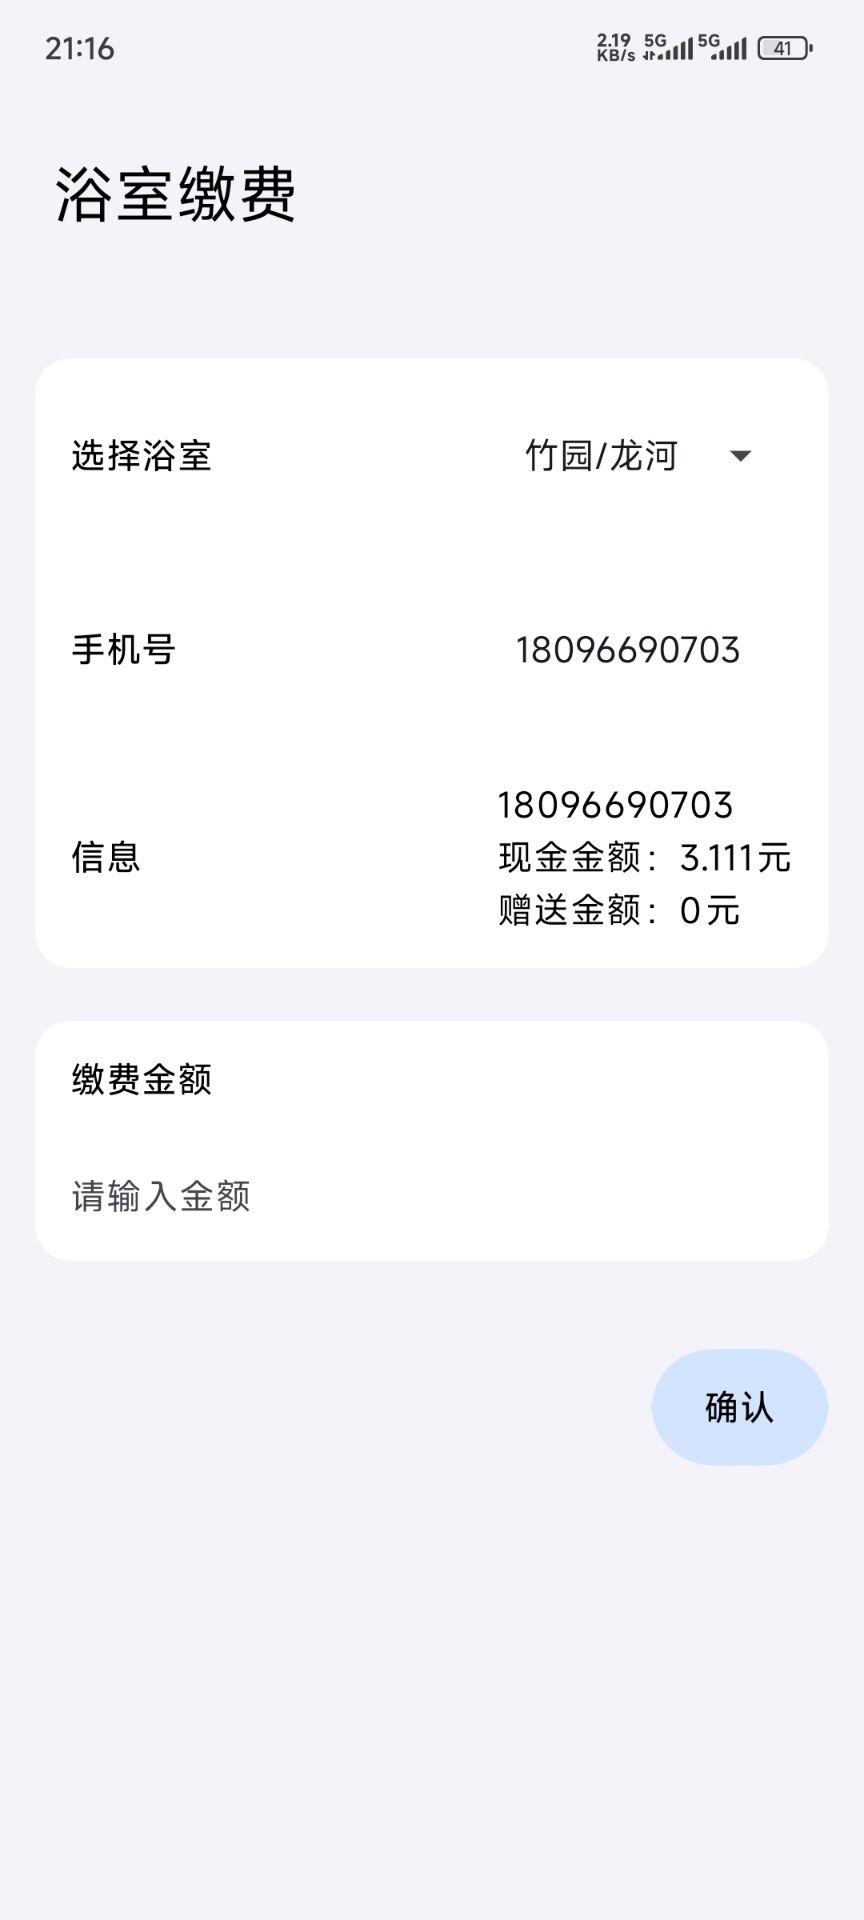 21:16 2.19 KB/s 5G 5G 41
浴室缴费
选择浴室 竹园/龙河
手机号 18096690703
18096690703
信息 现金金额：3.111元
赠送金额：0元
缴费金额
请输入金额
确认